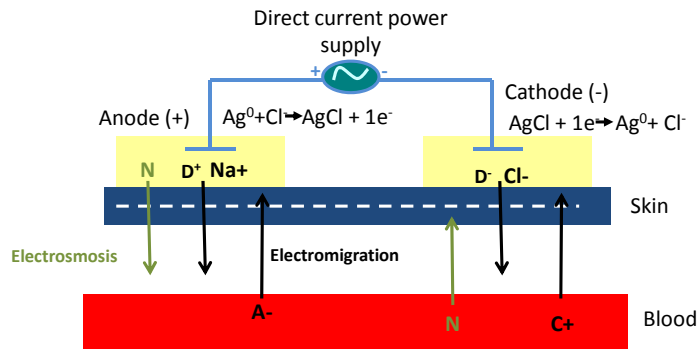 Direct current power
supply
+ -
Anode (+)
Ag⁰+Cl⁻→AgCl + 1e⁻
Cathode (-)
AgCl + 1e⁻→Ag⁰+ Cl⁻
N D⁺ Na+
D⁻ Cl-
Skin
Electrosmosis
Electromigration
A-
N
C+
Blood